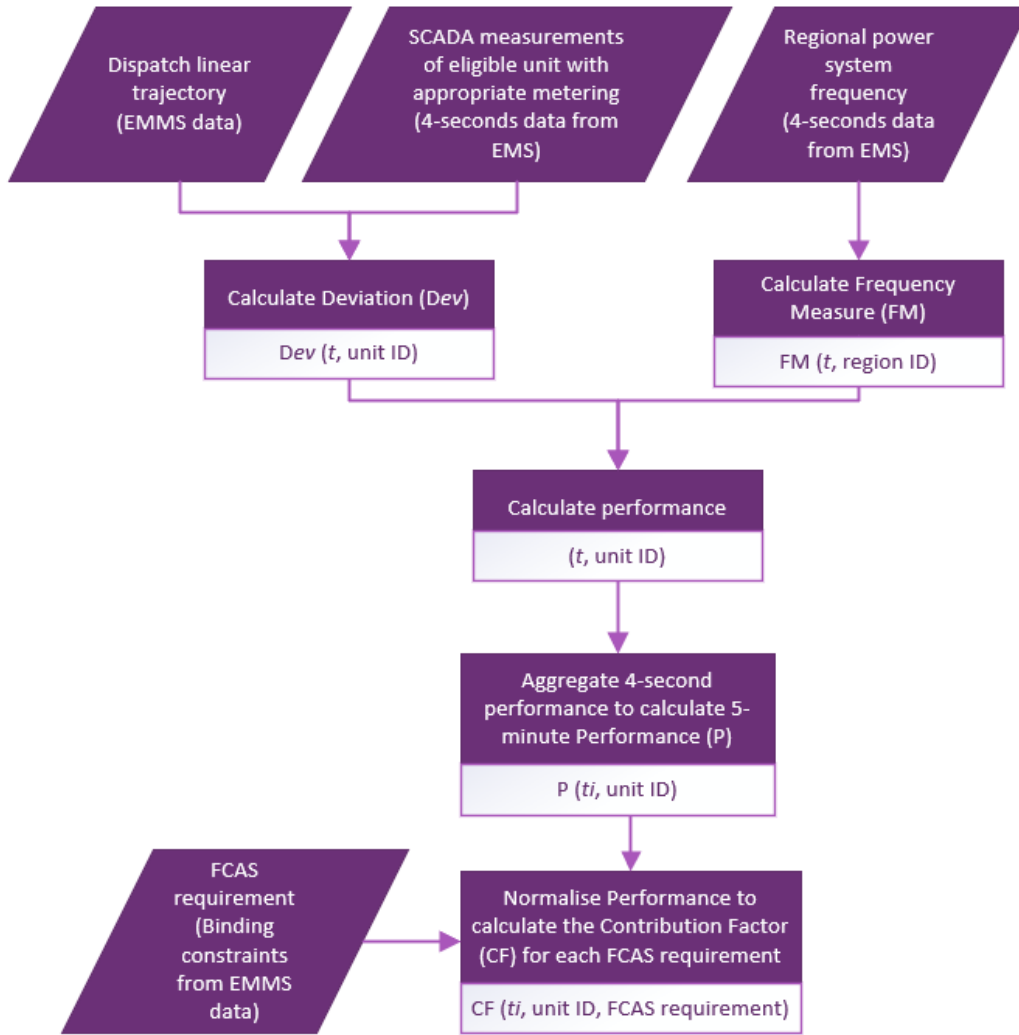 Dispatch linear
trajectory
(EMMS data)
SCADA measurements
of eligible unit with
appropriate metering
(4-seconds data from
EMS)
Regional power
system
frequency
(4-seconds data
from EMS)
Calculate Deviation (Dev)
Dev (t, unit ID)
Calculate Frequency
Measure (FM)
FM (t, region ID)
Calculate performance
(t, unit ID)
Aggregate 4-second
performance to calculate 5-
minute Performance (P)
P (ti, unit ID)
FCAS
requirement
(Binding
constraints
from EMMS
data)
Normalise Performance to
calculate the Contribution Factor
(CF) for each FCAS requirement
CF (ti, unit ID, FCAS requirement)